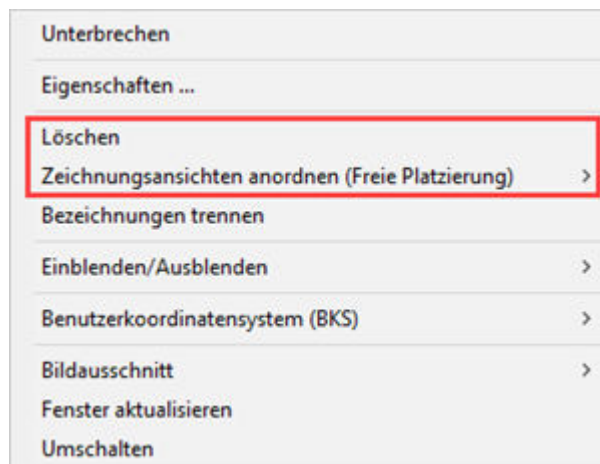 Unterbrechen
Eigenschaften ...
Löschen
Zeichnungsansichten anordnen (Freie Platzierung)
Bezeichnungen trennen
Einblenden/Ausblenden
Benutzerkoordinatensystem (BKS)
Bildausschnitt
Fenster aktualisieren
Umschalten